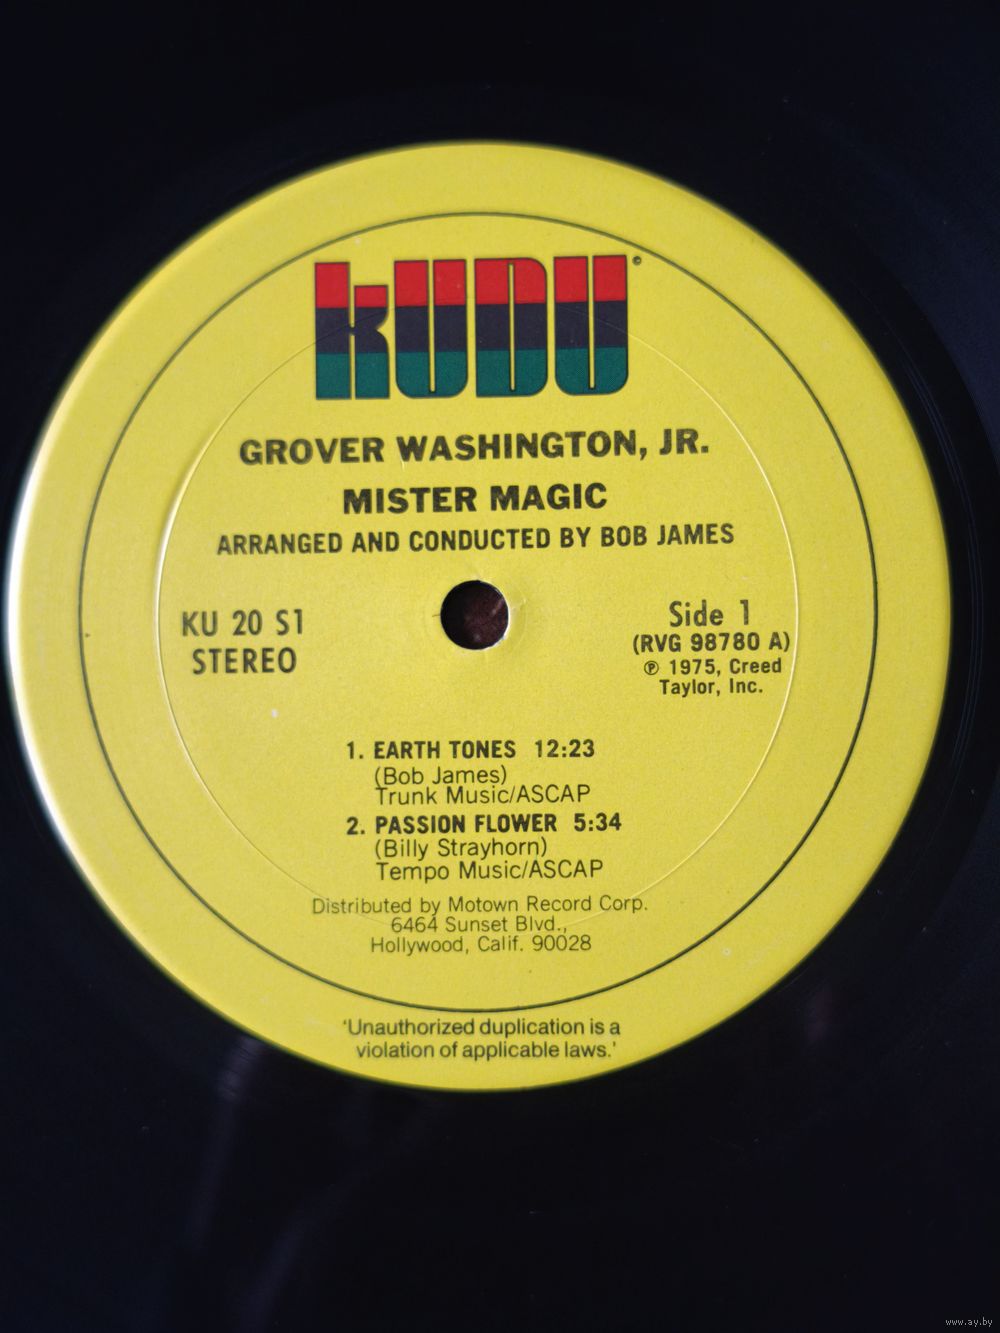 KUDU©
GROVER WASHINGTON, JR.
MISTER MAGIC
ARRANGED AND CONDUCTED BY BOB JAMES
KU 20 S1
STEREO
Side 1
(RVG 98780 A)
℗ 1975, Creed
Taylor, Inc.
1. EARTH TONES 12:23
(Bob James)
Trunk Music/ASCAP
2. PASSION FLOWER 5:34
(Billy Strayhorn)
Tempo Music/ASCAP
Distributed by Motown Record Corp.
6464 Sunset Blvd.,
Hollywood, Calif. 90028
'Unauthorized duplication is a
violation of applicable laws.'
www.ay.by